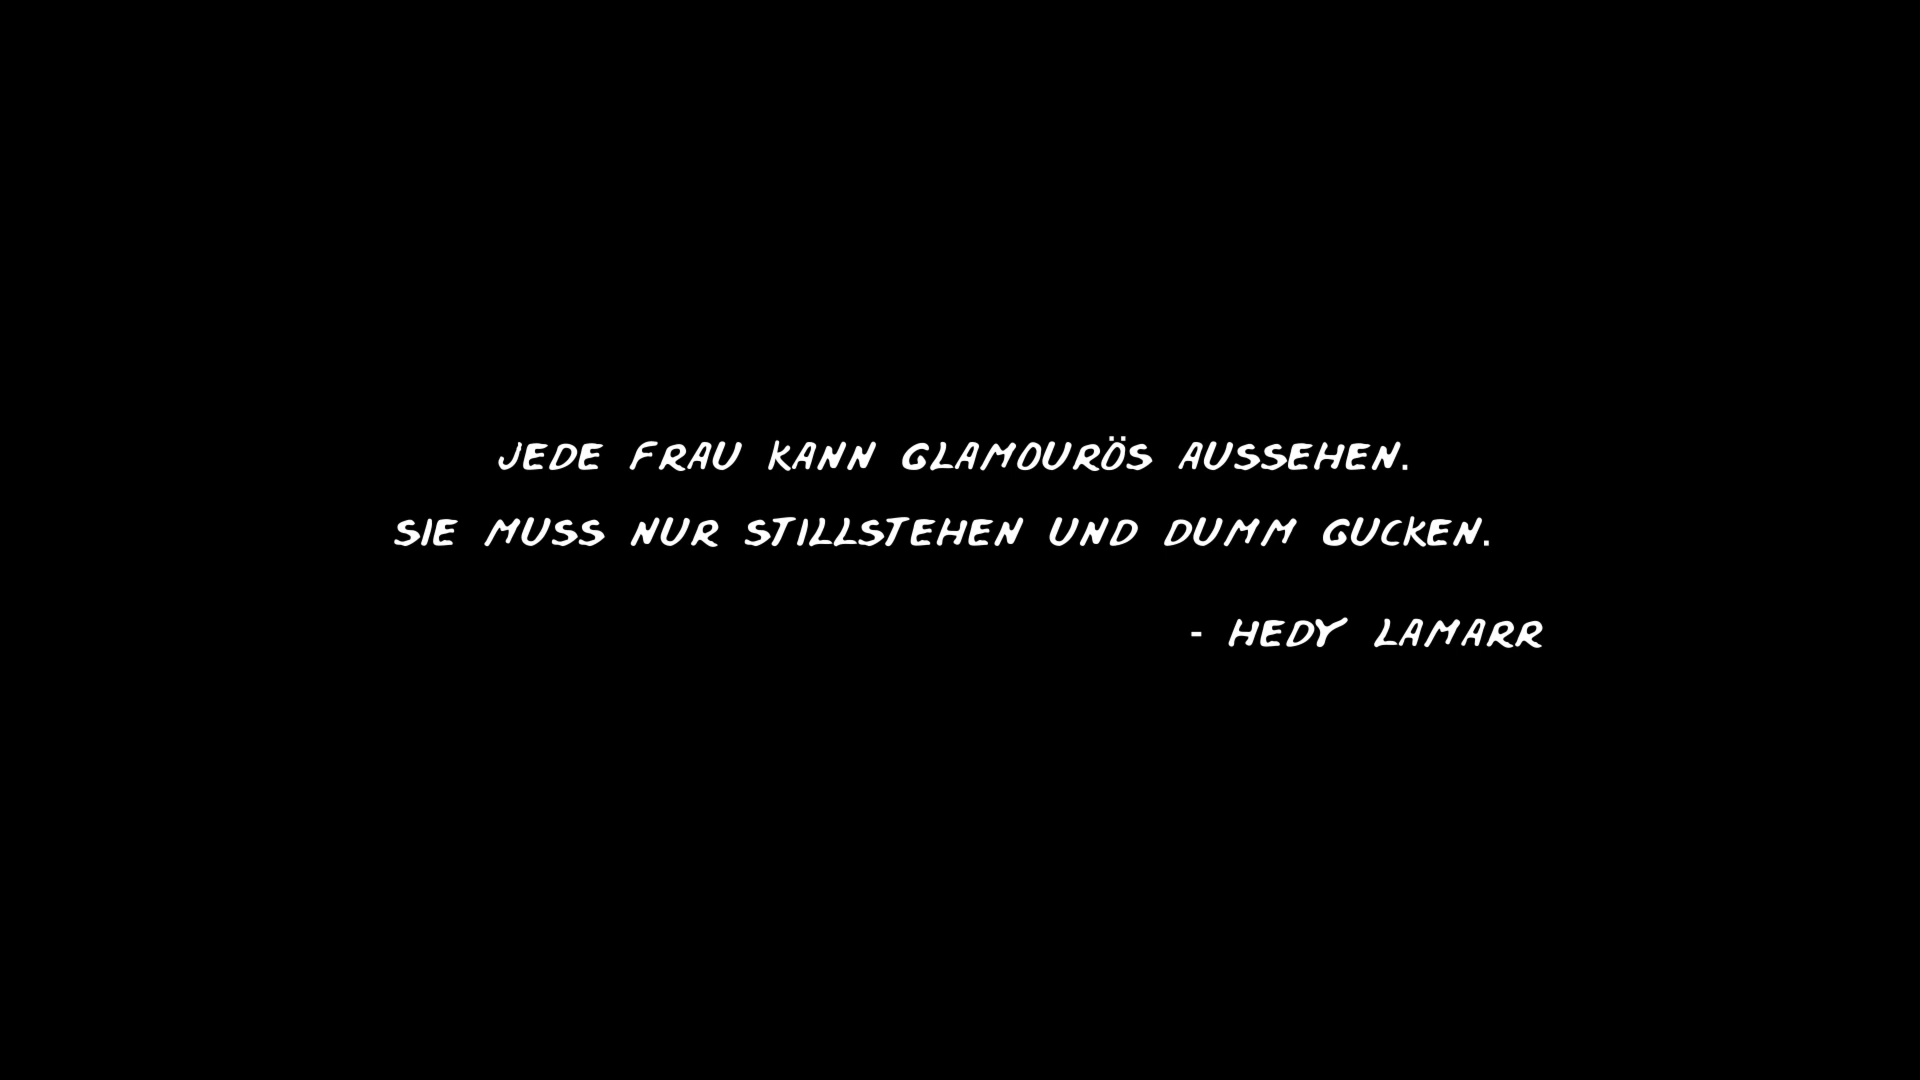 JEDE FRAU KANN GLAMOURÖS AUSSEHEN.
SIE MUSS NUR STILLSTEHEN UND DUMM GUCKEN.
- HEDY LAMARR